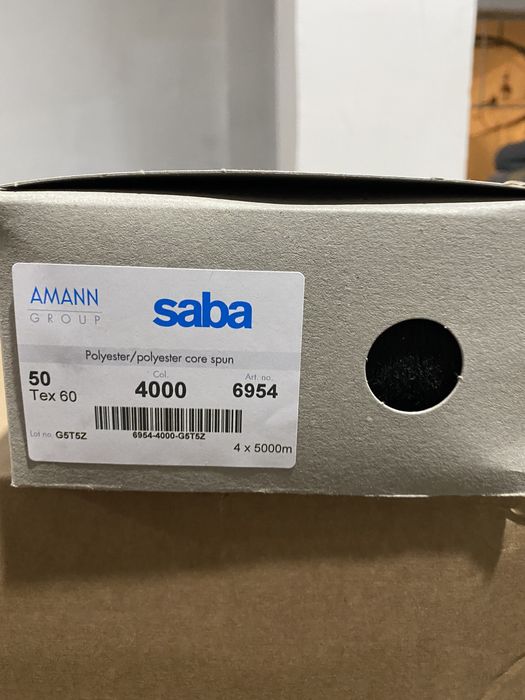 AMANN
GROUP
saba
Polyester/polyester core spun
50 Col. Art. no.
Tex 60 4000 6954
Lot no. G5T5Z 6954-4000-G5T5Z
4 x 5000m